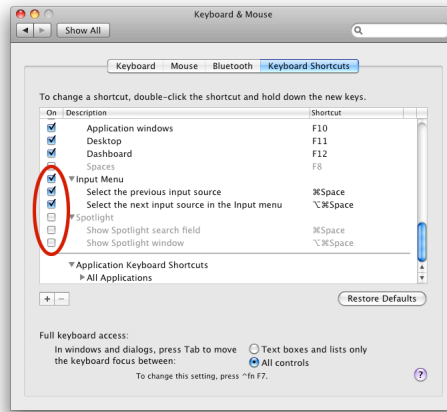 Keyboard & Mouse
Show All
Keyboard Mouse Bluetooth Keyboard Shortcuts
To change a shortcut, double-click the shortcut and hold down the new keys.
On Description Shortcut
Application windows F10
Desktop F11
Dashboard F12
Spaces F8
Input Menu
Select the previous input source ⌘Space
Select the next input source in the Input menu ⌥⌘Space
Spotlight
Show Spotlight search field ⌘Space
Show Spotlight window ⌥⌘Space
Application Keyboard Shortcuts
All Applications
+ − Restore Defaults
Full keyboard access:
In windows and dialogs, press Tab to move Text boxes and lists only
the keyboard focus between: All controls
To change this setting, press ^fn F7. ?